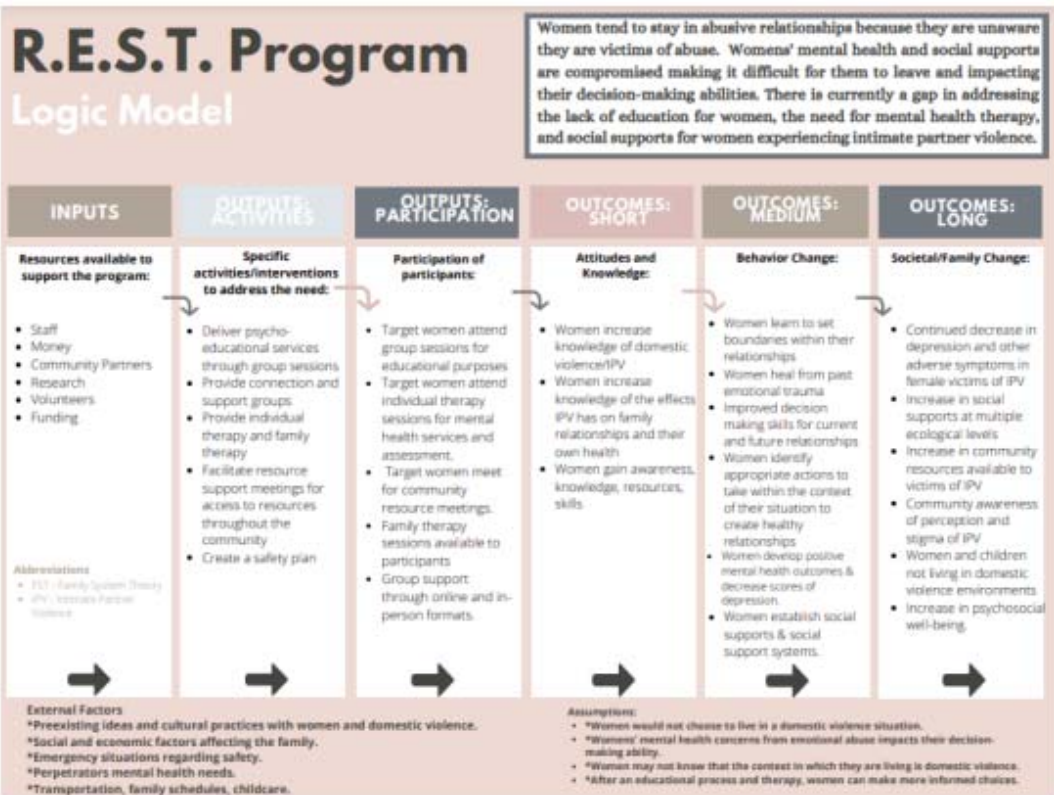 R.E.S.T. Program
Logic Model
Women tend to stay in abusive relationships because they are unaware
they are victims of abuse. Womens' mental health and social supports
are compromised making it difficult for them to leave and impacting
their decision-making abilities. There is currently a gap in addressing
the lack of education for women, the need for mental health therapy,
and social supports for women experiencing intimate partner violence.
INPUTS
Resources available to
support the program:
• Staff
• Money
• Community Partners
• Research
• Volunteers
• Funding
Abbreviations
• FST - Family System Theory
• IPV - Intimate Partner
Violence
OUTPUTS:
ACTIVITIES
Specific
activities/interventions
to address the need:
• Deliver psycho-
educational services
through group sessions
• Provide connection and
support groups
• Provide individual
therapy and family
therapy
• Facilitate resource
support meetings for
access to resources
throughout the
community
• Create a safety plan
OUTPUTS:
PARTICIPATION
Participation of
participants:
• Target women attend
group sessions for
educational purposes
• Target women attend
individual therapy
sessions for mental
health services and
assessment.
• Target women meet
for community
resource meetings.
• Family therapy
sessions available to
participants
• Group support
through online and in-
person formats.
OUTCOMES:
SHORT
Attitudes and
Knowledge:
• Women increase
knowledge of domestic
violence/IPV
• Women increase
knowledge of the effects
IPV has on family
relationships and their
own health
• Women gain awareness,
knowledge, resources,
skills
OUTCOMES:
MEDIUM
Behavior Change:
• Women learn to set
boundaries within their
relationships
• Women heal from past
emotional trauma
• Improved decision
making skills for current
and future relationships
• Women identify
appropriate actions to
take within the context
of their situation to
create healthy
relationships
• Women develop positive
mental health outcomes &
decrease scores of
depression.
• Women establish social
supports & social
support systems.
OUTCOMES:
LONG
Societal/Family Change:
• Continued decrease in
depression and other
adverse symptoms in
female victims of IPV
• Increase in social
supports at multiple
ecological levels
• Increase in community
resources available to
victims of IPV
• Community awareness
of perception and
stigma of IPV
• Women and children
not living in domestic
violence environments
• Increase in psychosocial
well-being.
External Factors
*Preexisting ideas and cultural practices with women and domestic violence.
*Social and economic factors affecting the family.
*Emergency situations regarding safety.
*Perpetrators mental health needs.
*Transportation, family schedules, childcare.
Assumptions:
• *Women would not choose to live in a domestic violence situation.
• *Womens' mental health concerns from emotional abuse impacts their decision-
making ability.
• *Women may not know that the context in which they are living is domestic violence.
• *After an educational process and therapy, women can make more informed choices.